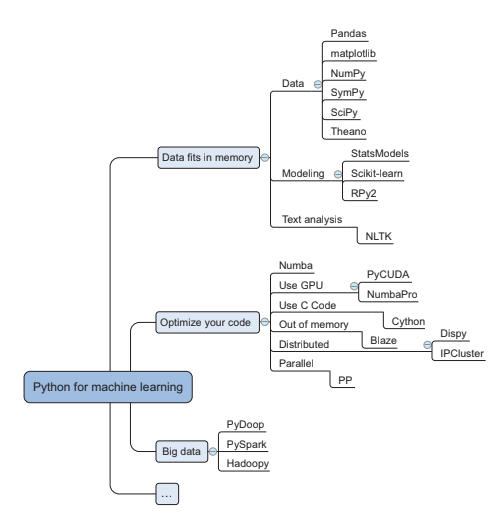 Python for machine learning
Data fits in memory
Data
Pandas
matplotlib
NumPy
SymPy
SciPy
Theano
Modeling
StatsModels
Scikit-learn
RPy2
Text analysis
NLTK
Optimize your code
Numba
Use GPU
PyCUDA
NumbaPro
Use C Code
Cython
Out of memory
Blaze
Distributed
Dispy
IPCluster
Parallel
PP
Big data
PyDoop
PySpark
Hadoopy
...